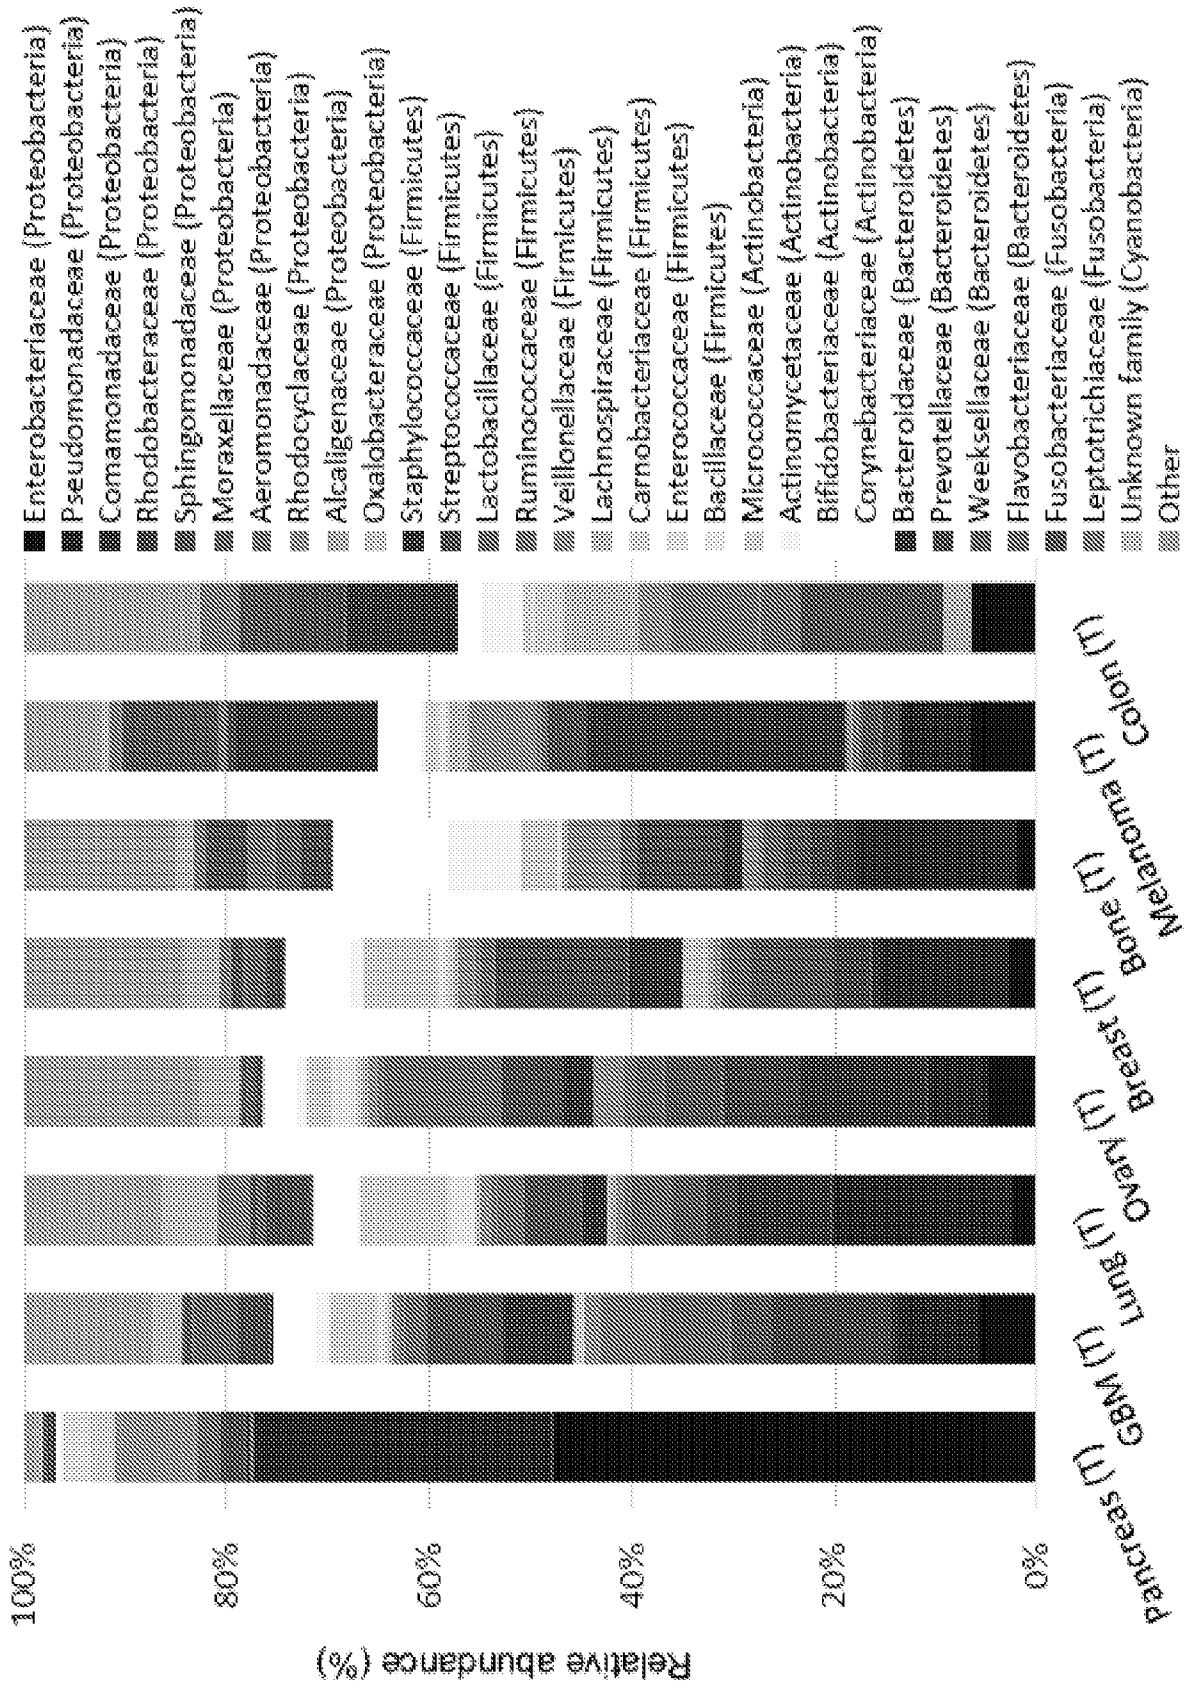 Relative abundance (%)
100%
80%
60%
40%
20%
0%
Pancreas (T)
GBM (T)
Lung (T)
Ovary (T)
Breast (T)
Bone (T)
Melanoma (T)
Colon (T)
Enterobacteriaceae (Proteobacteria)
Pseudomonadaceae (Proteobacteria)
Comamonadaceae (Proteobacteria)
Rhodobacteraceae (Proteobacteria)
Sphingomonadaceae (Proteobacteria)
Moraxellaceae (Proteobacteria)
Aeromonadaceae (Proteobacteria)
Rhodocyclaceae (Proteobacteria)
Alcaligenaceae (Proteobacteria)
Oxalobacteraceae (Proteobacteria)
Staphylococcaceae (Firmicutes)
Streptococcaceae (Firmicutes)
Lactobacillaceae (Firmicutes)
Ruminococcaceae (Firmicutes)
Veillonellaceae (Firmicutes)
Lachnospiraceae (Firmicutes)
Carnobacteriaceae (Firmicutes)
Enterococcaceae (Firmicutes)
Bacillaceae (Firmicutes)
Micrococcaceae (Actinobacteria)
Actinomycetaceae (Actinobacteria)
Bifidobacteriaceae (Actinobacteria)
Corynebacteriaceae (Actinobacteria)
Bacteroidaceae (Bacteroidetes)
Prevotellaceae (Bacteroidetes)
Weeksellaceae (Bacteroidetes)
Flavobacteriaceae (Bacteroidetes)
Fusobacteriaceae (Fusobacteria)
Leptotrichiaceae (Fusobacteria)
Unknown family (Cyanobacteria)
Other